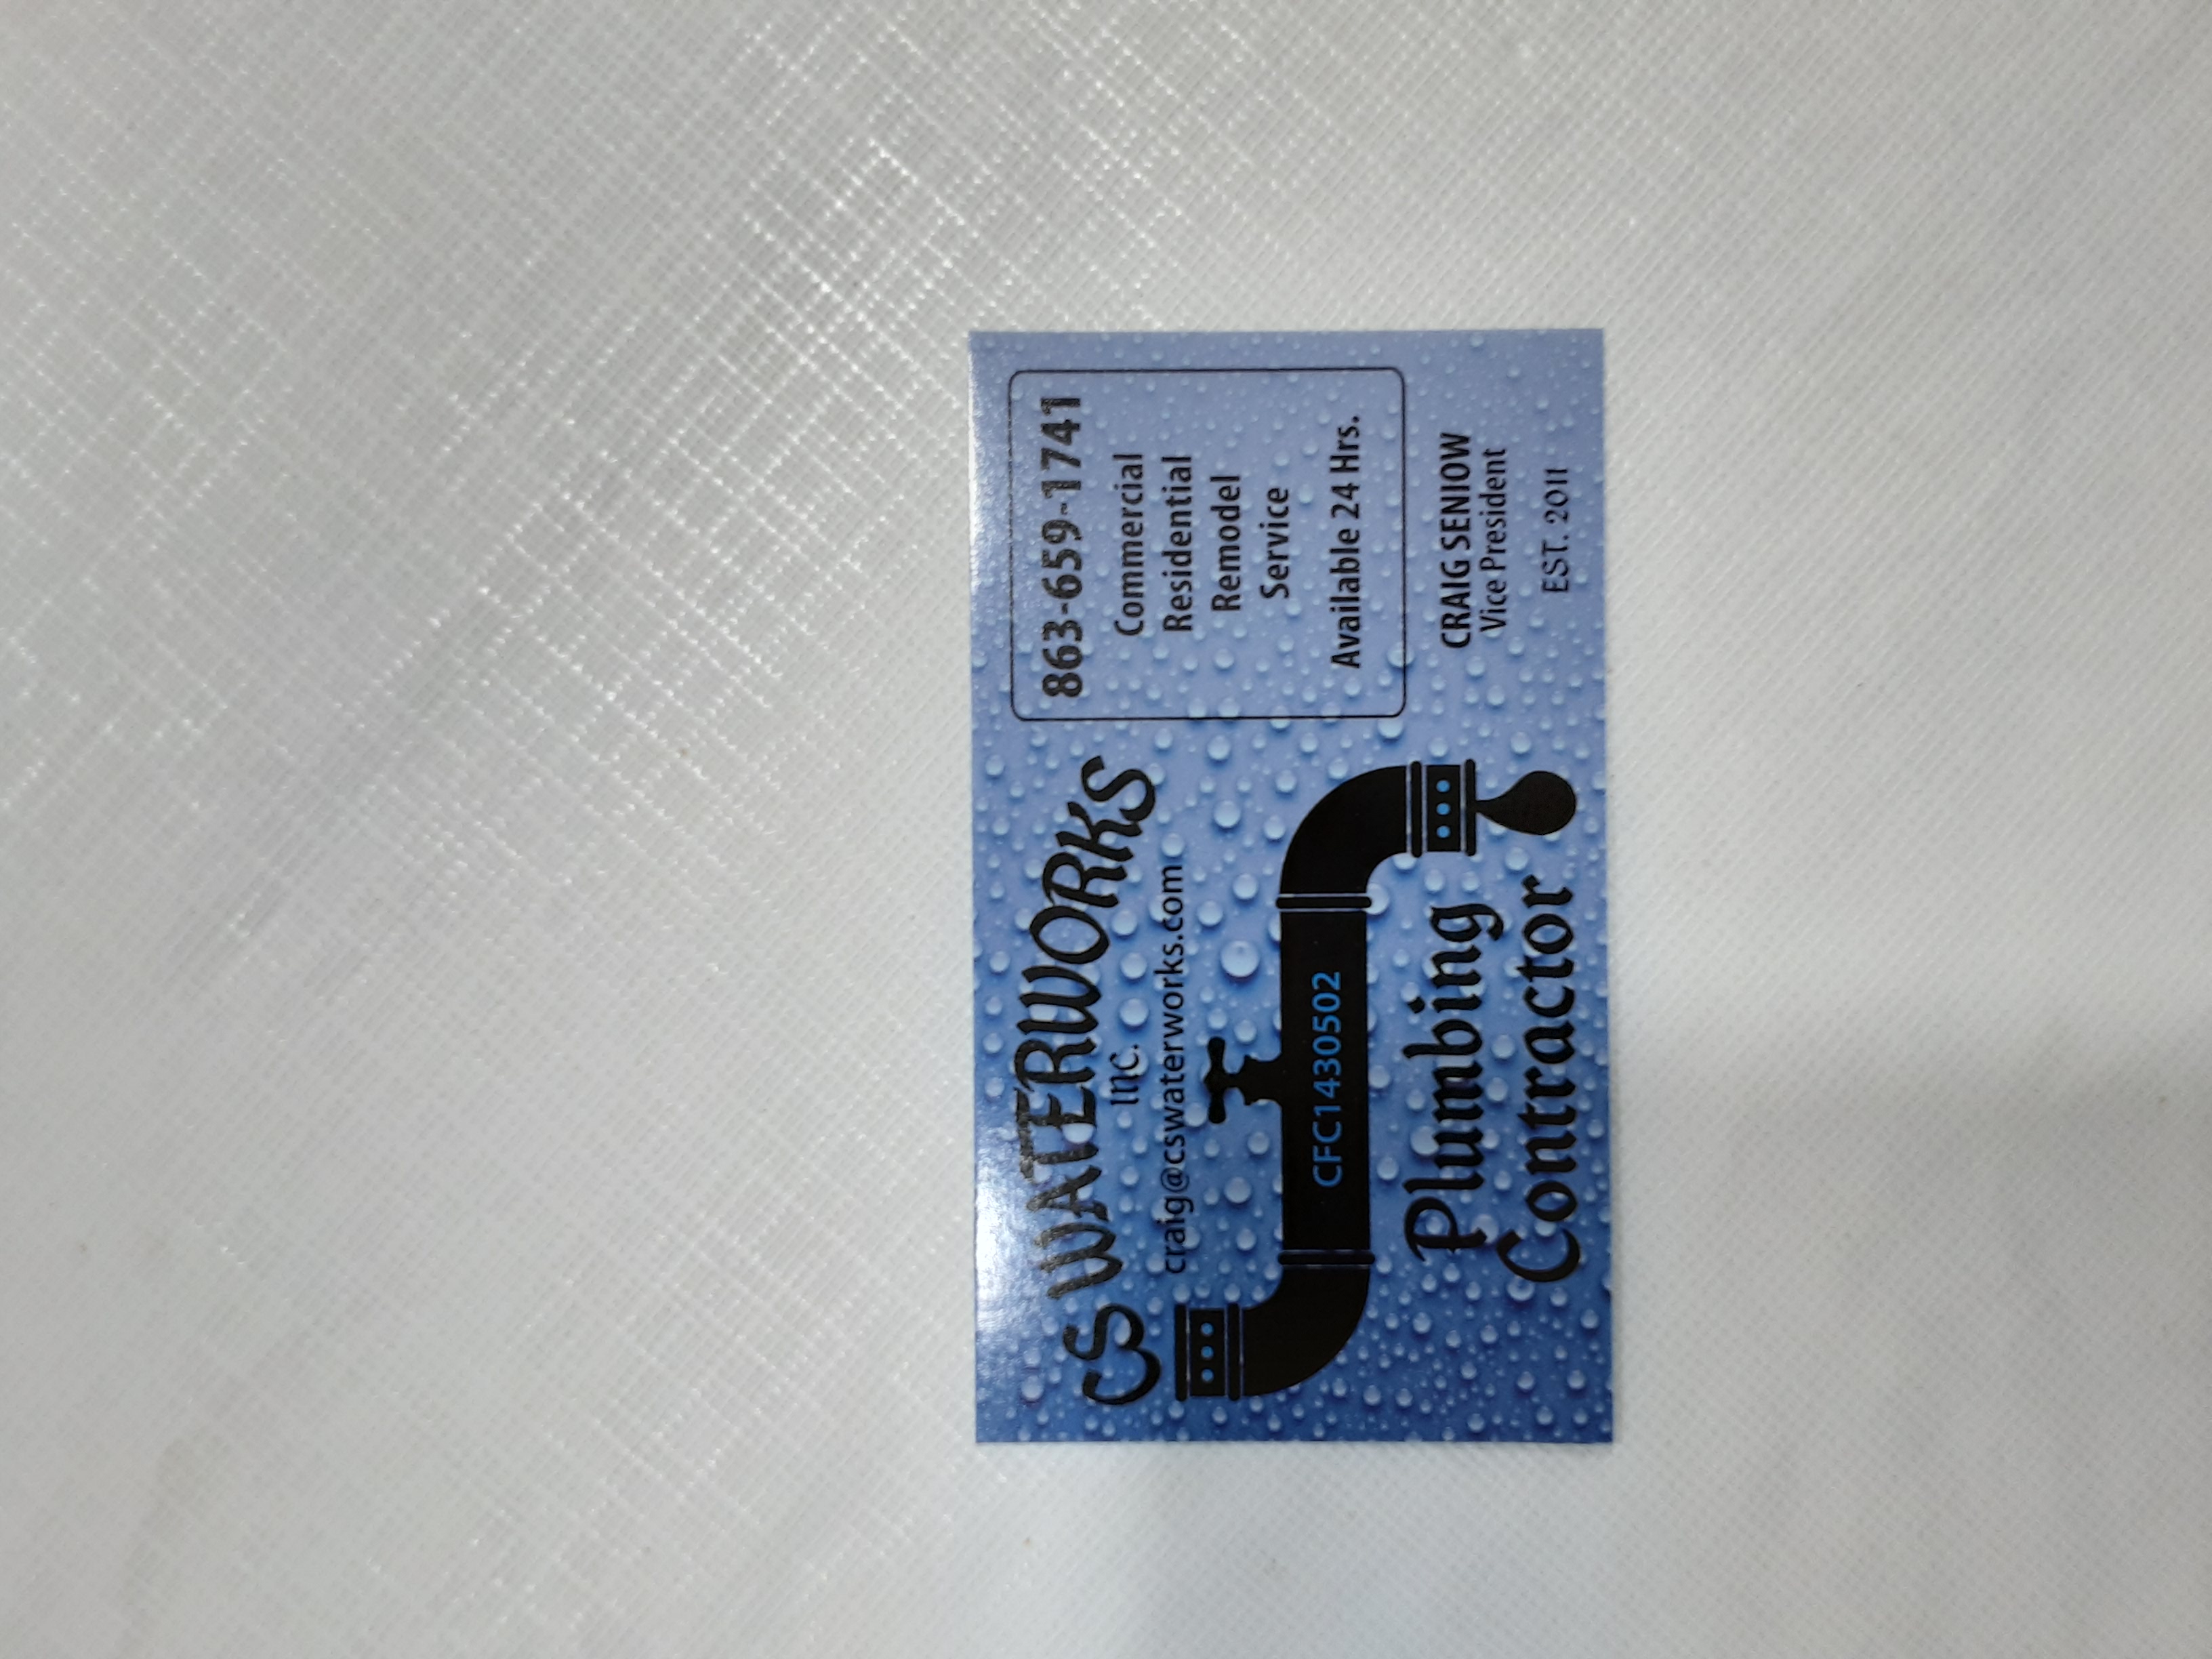 CS WATERWORKS
INC.
craig@cswaterworks.com
CFC1430502
Plumbing
Contractor
863-659-1741
Commercial
Residential
Remodel
Service
Available 24 Hrs.
CRAIG SENIOW
Vice President
EST. 2011